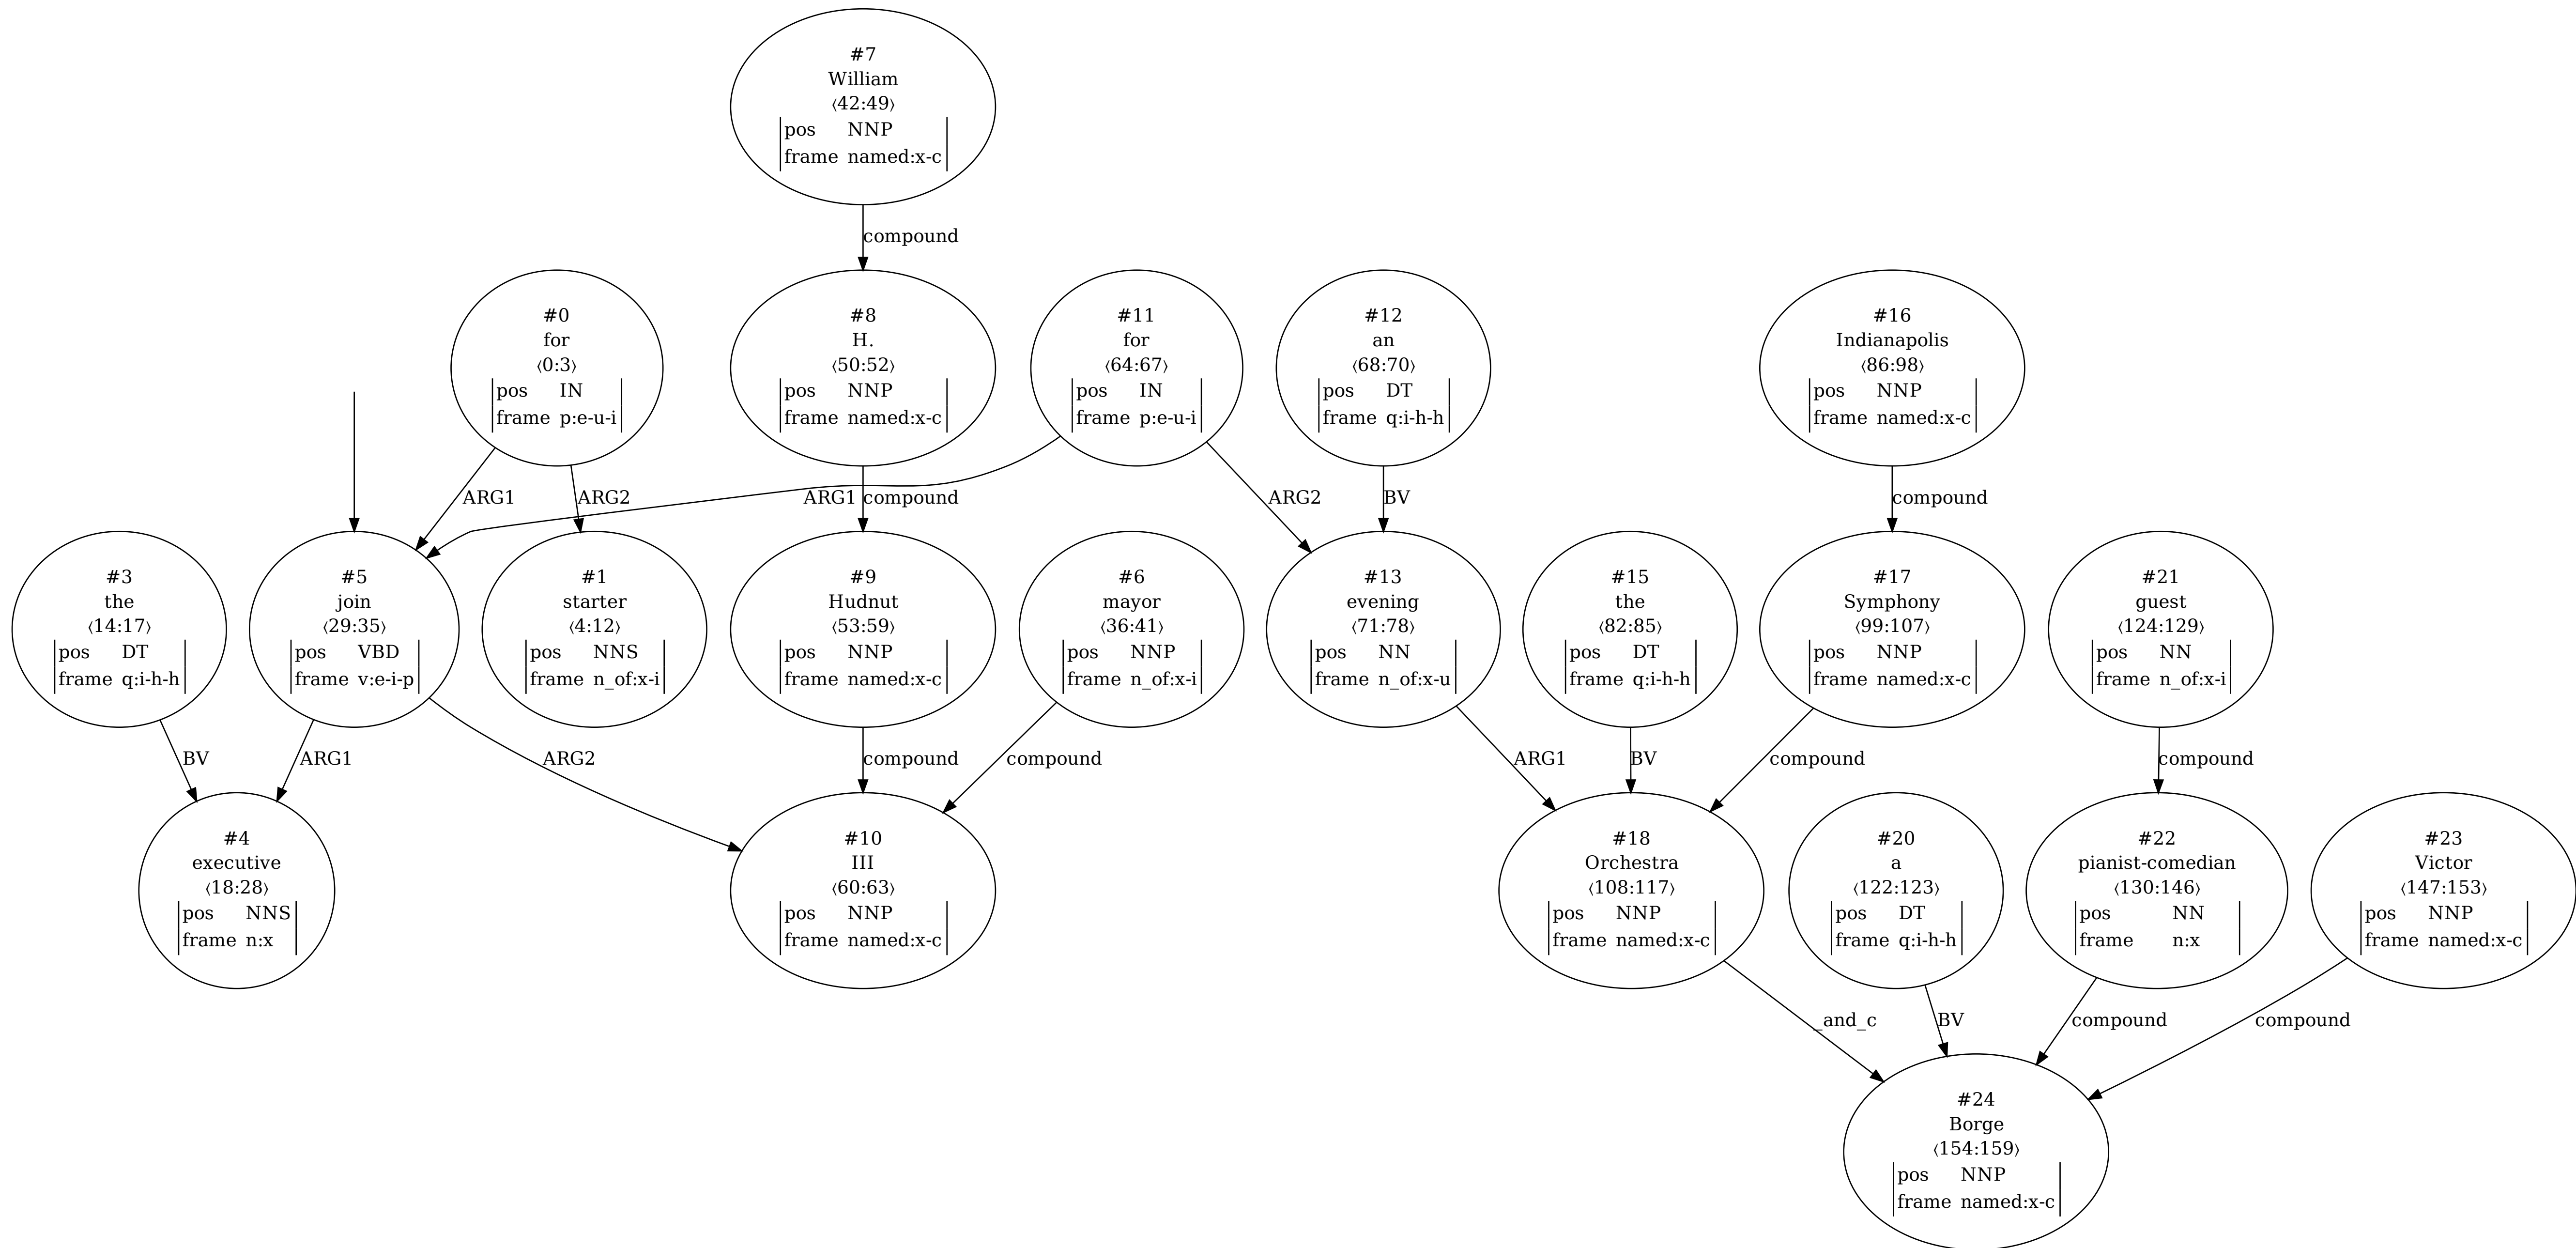 #7
William
⟨42:49⟩
pos NNP
frame named:x-c
compound
#0
for
⟨0:3⟩
pos IN
frame p:e-u-i
#8
H.
⟨50:52⟩
pos NNP
frame named:x-c
#11
for
⟨64:67⟩
pos IN
frame p:e-u-i
#12
an
⟨68:70⟩
pos DT
frame q:i-h-h
#16
Indianapolis
⟨86:98⟩
pos NNP
frame named:x-c
ARG1
ARG2
ARG1
compound
ARG2
BV
compound
#3
the
⟨14:17⟩
pos DT
frame q:i-h-h
#5
join
⟨29:35⟩
pos VBD
frame v:e-i-p
#1
starter
⟨4:12⟩
pos NNS
frame n_of:x-i
#9
Hudnut
⟨53:59⟩
pos NNP
frame named:x-c
#6
mayor
⟨36:41⟩
pos NNP
frame n_of:x-i
#13
evening
⟨71:78⟩
pos NN
frame n_of:x-u
#15
the
⟨82:85⟩
pos DT
frame q:i-h-h
#17
Symphony
⟨99:107⟩
pos NNP
frame named:x-c
#21
guest
⟨124:129⟩
pos NN
frame n_of:x-i
BV
ARG1
ARG2
compound
compound
ARG1
BV
compound
compound
#4
executive
⟨18:28⟩
pos NNS
frame n:x
#10
III
⟨60:63⟩
pos NNP
frame named:x-c
#18
Orchestra
⟨108:117⟩
pos NNP
frame named:x-c
#20
a
⟨122:123⟩
pos DT
frame q:i-h-h
#22
pianist-comedian
⟨130:146⟩
pos NN
frame n:x
#23
Victor
⟨147:153⟩
pos NNP
frame named:x-c
_and_c
BV
compound
compound
#24
Borge
⟨154:159⟩
pos NNP
frame named:x-c